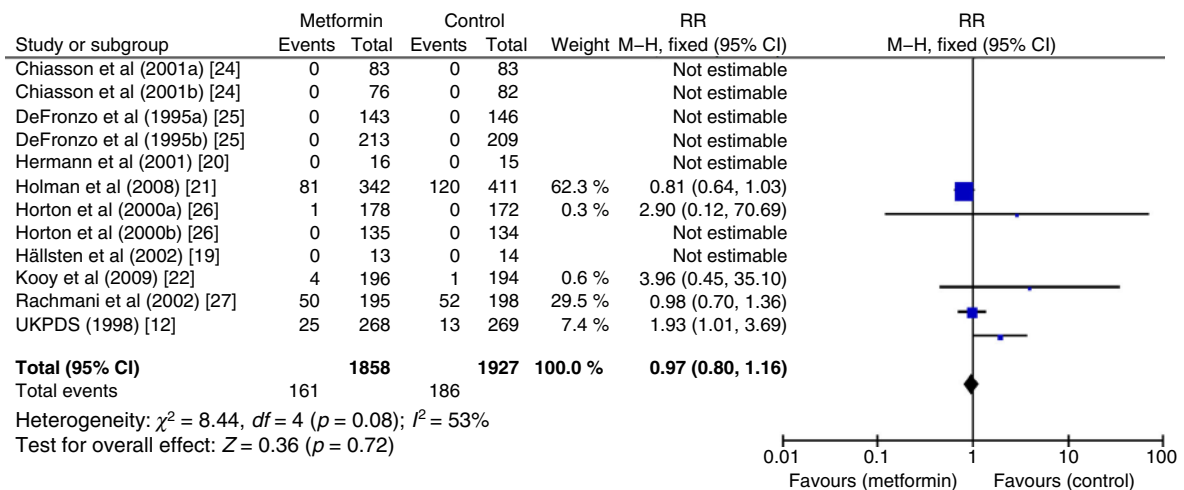 Metformin Control RR RR
Study or subgroup Events Total Events Total Weight M–H, fixed (95% CI) M–H, fixed (95% CI)
Chiasson et al (2001a) [24] 0 83 0 83 Not estimable
Chiasson et al (2001b) [24] 0 76 0 82 Not estimable
DeFronzo et al (1995a) [25] 0 143 0 146 Not estimable
DeFronzo et al (1995b) [25] 0 213 0 209 Not estimable
Hermann et al (2001) [20] 0 16 0 15 Not estimable
Holman et al (2008) [21] 81 342 120 411 62.3 % 0.81 (0.64, 1.03)
Horton et al (2000a) [26] 1 178 0 172 0.3 % 2.90 (0.12, 70.69)
Horton et al (2000b) [26] 0 135 0 134 Not estimable
Hällsten et al (2002) [19] 0 13 0 14 Not estimable
Kooy et al (2009) [22] 4 196 1 194 0.6 % 3.96 (0.45, 35.10)
Rachmani et al (2002) [27] 50 195 52 198 29.5 % 0.98 (0.70, 1.36)
UKPDS (1998) [12] 25 268 13 269 7.4 % 1.93 (1.01, 3.69)
Total (95% CI) 1858 1927 100.0 % 0.97 (0.80, 1.16)
Total events 161 186
Heterogeneity: χ² = 8.44, df = 4 (p = 0.08); I² = 53%
Test for overall effect: Z = 0.36 (p = 0.72)
0.01 0.1 1 10 100
Favours (metformin) Favours (control)